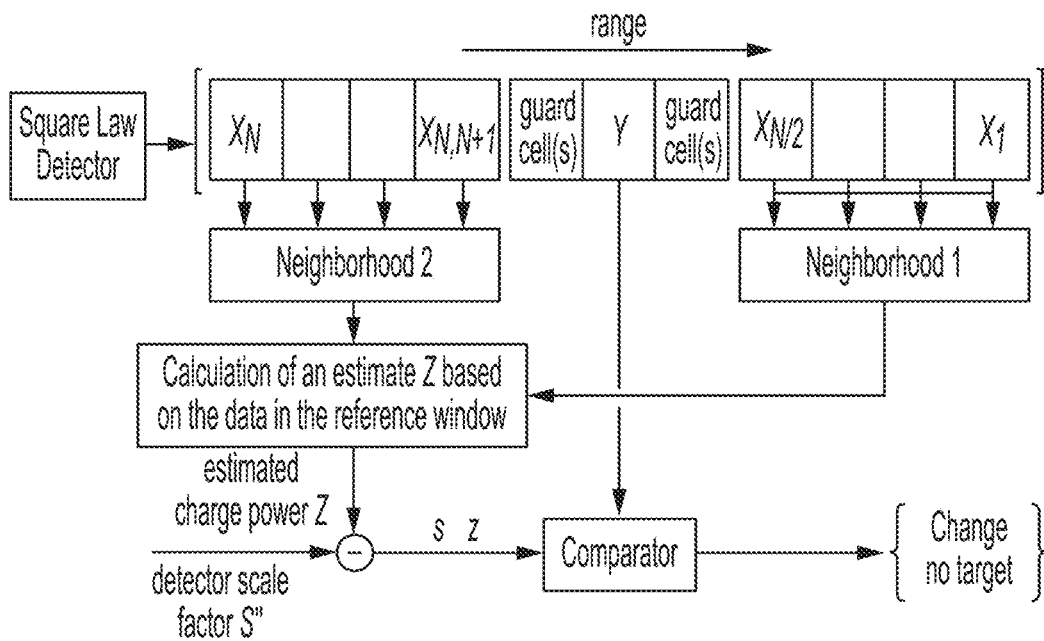 range
Square Law
Detector
X_N
X_N,N+1
guard
cell(s)
Y
guard
cell(s)
X_N/2
X_1
Neighborhood 2
Neighborhood 1
Calculation of an estimate Z based
on the data in the reference window
estimated
charge power Z
s z
Comparator
Change
no target
detector scale
factor S"